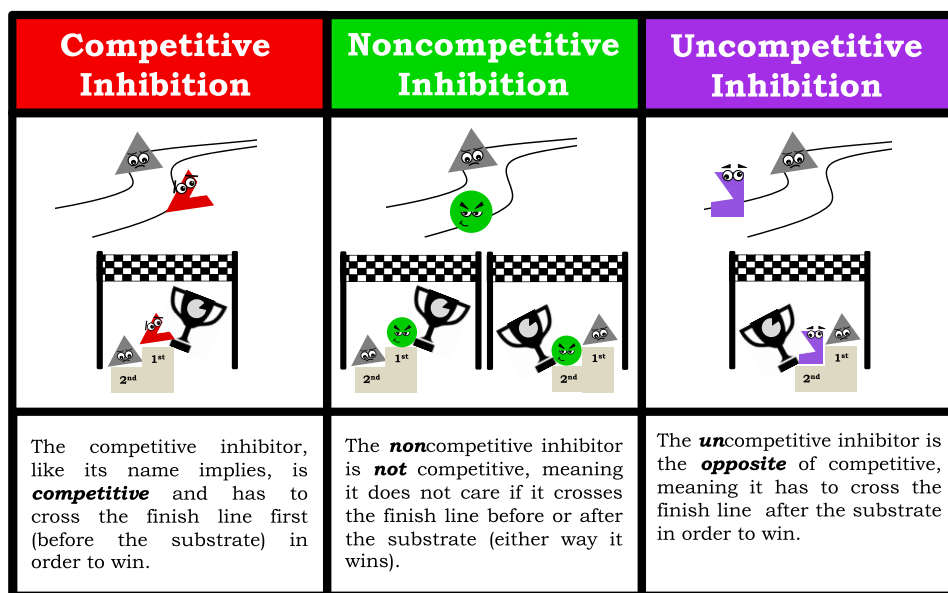 Competitive
Inhibition
Noncompetitive
Inhibition
Uncompetitive
Inhibition
1st
2nd
1st
2nd
1st
2nd
1st
2nd
The competitive inhibitor,
like its name implies, is
competitive and has to
cross the finish line first
(before the substrate) in
order to win.
The noncompetitive inhibitor
is not competitive, meaning
it does not care if it crosses
the finish line before or after
the substrate (either way it
wins).
The uncompetitive inhibitor is
the opposite of competitive,
meaning it has to cross the
finish line after the substrate
in order to win.